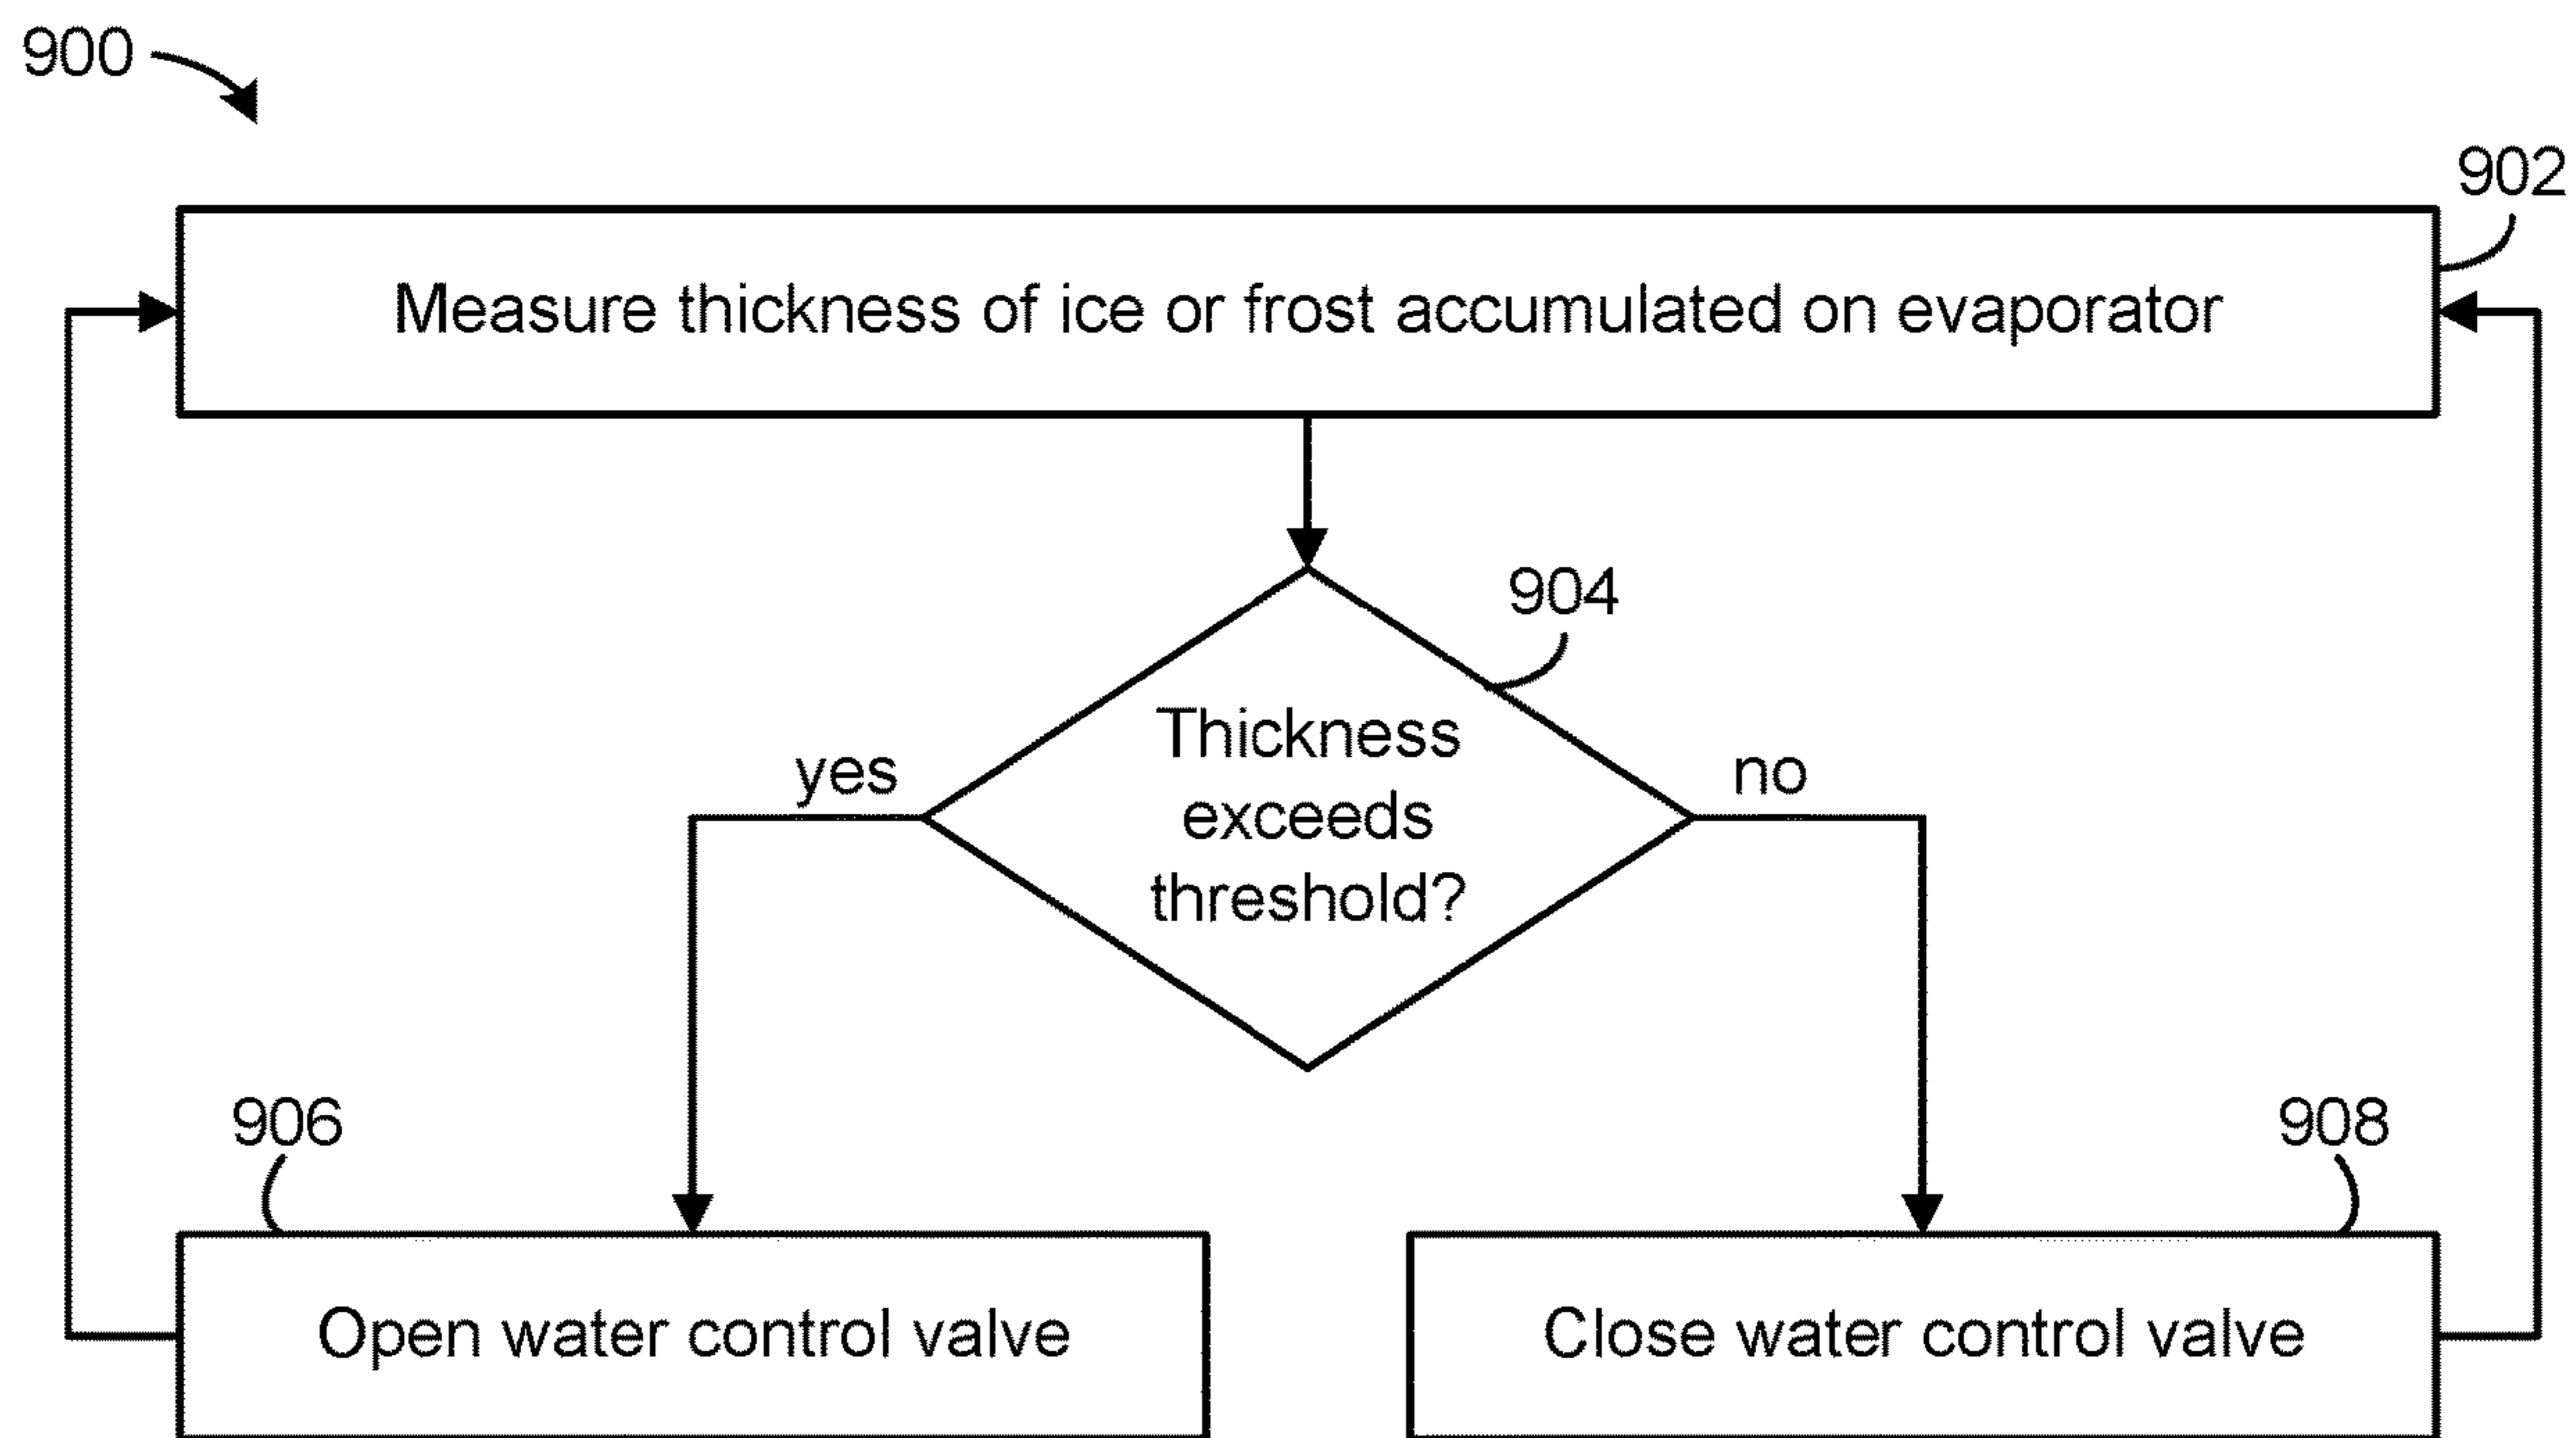 900
902
Measure thickness of ice or frost accumulated on evaporator
904
Thickness
exceeds
threshold?
yes
no
906
908
Open water control valve
Close water control valve